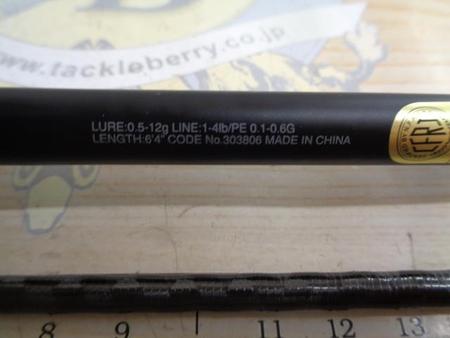 www.tackleberry.co.jp
LURE:0.5-12g LINE:1-4lb/PE 0.1-0.6G
LENGTH:6'4" CODE No.303806 MADE IN CHINA
CFRJ
8 9 11 12 13